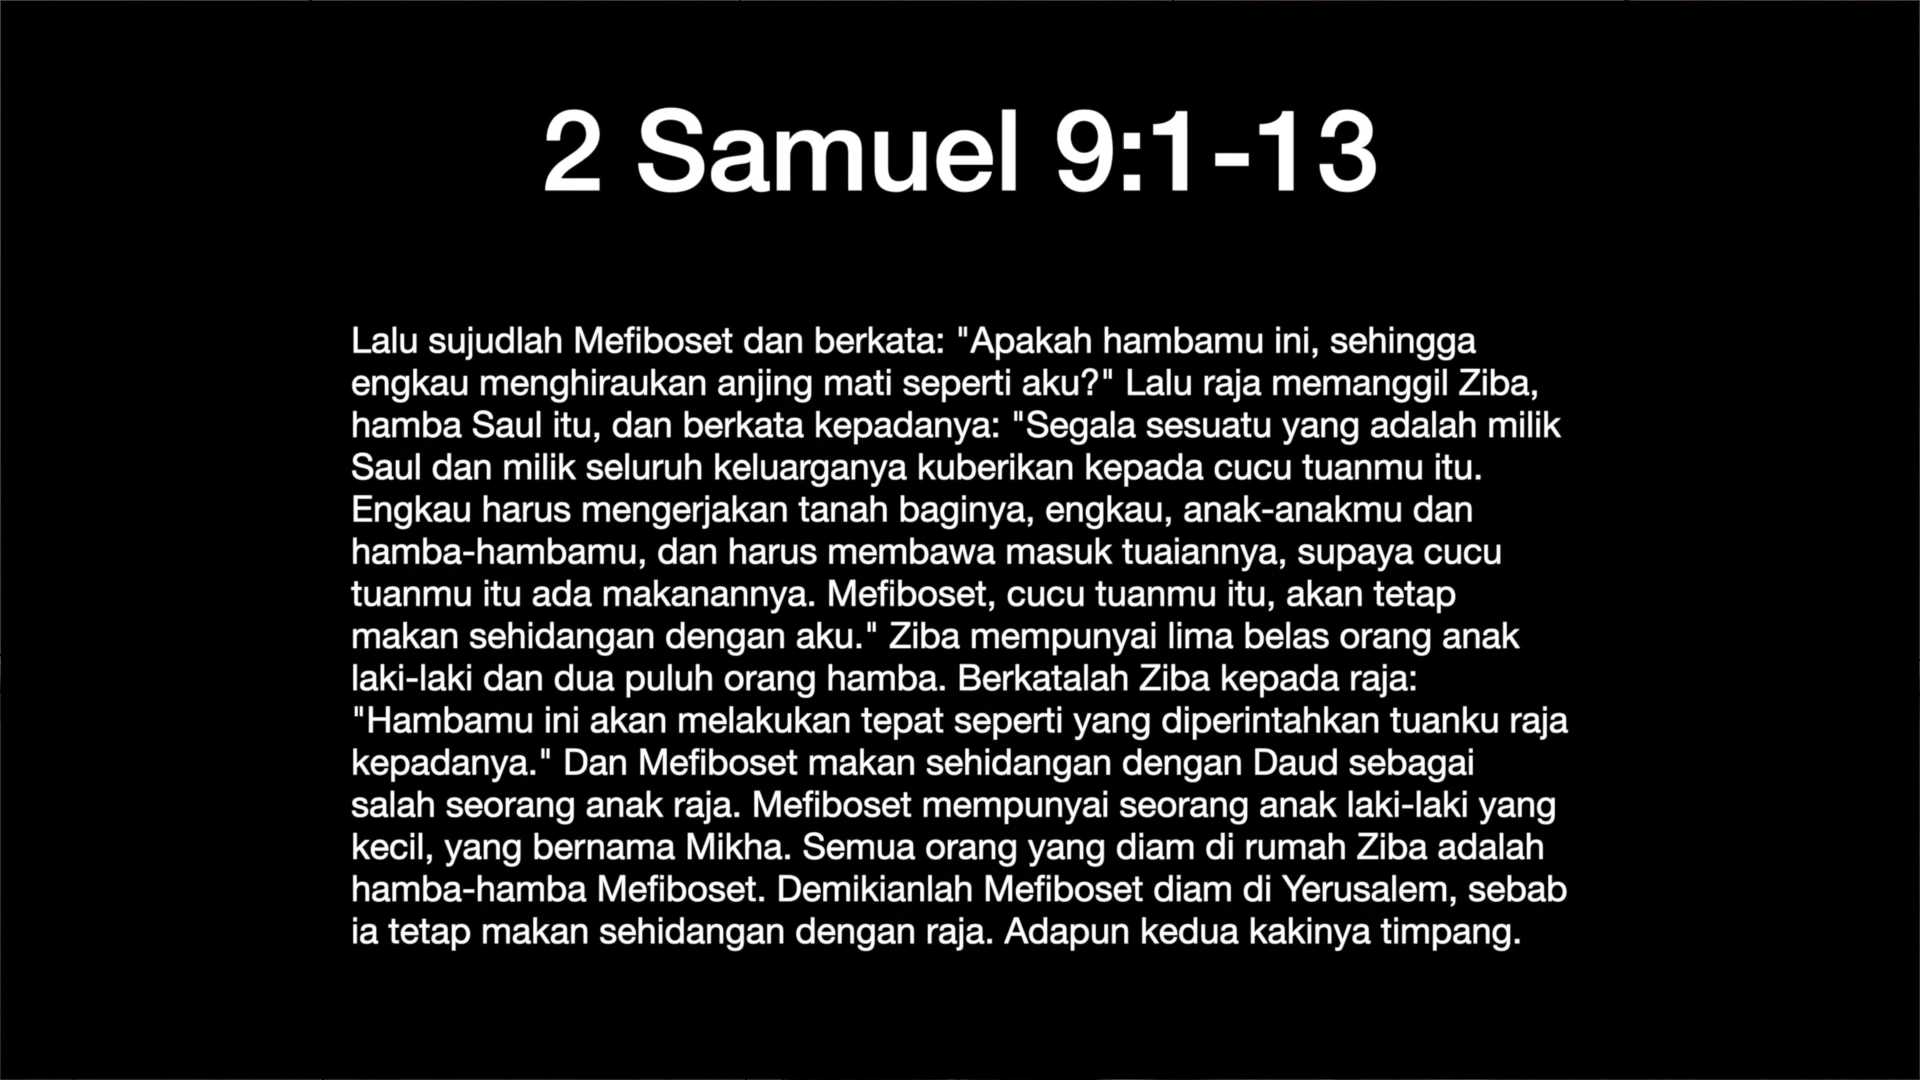 2 Samuel 9:1-13
Lalu sujudlah Mefiboset dan berkata: "Apakah hambamu ini, sehingga
engkau menghiraukan anjing mati seperti aku?" Lalu raja memanggil Ziba,
hamba Saul itu, dan berkata kepadanya: "Segala sesuatu yang adalah milik
Saul dan milik seluruh keluarganya kuberikan kepada cucu tuanmu itu.
Engkau harus mengerjakan tanah baginya, engkau, anak-anakmu dan
hamba-hambamu, dan harus membawa masuk tuaiannya, supaya cucu
tuanmu itu ada makanannya. Mefiboset, cucu tuanmu itu, akan tetap
makan sehidangan dengan aku." Ziba mempunyai lima belas orang anak
laki-laki dan dua puluh orang hamba. Berkatalah Ziba kepada raja:
"Hambamu ini akan melakukan tepat seperti yang diperintahkan tuanku raja
kepadanya." Dan Mefiboset makan sehidangan dengan Daud sebagai
salah seorang anak raja. Mefiboset mempunyai seorang anak laki-laki yang
kecil, yang bernama Mikha. Semua orang yang diam di rumah Ziba adalah
hamba-hamba Mefiboset. Demikianlah Mefiboset diam di Yerusalem, sebab
ia tetap makan sehidangan dengan raja. Adapun kedua kakinya timpang.